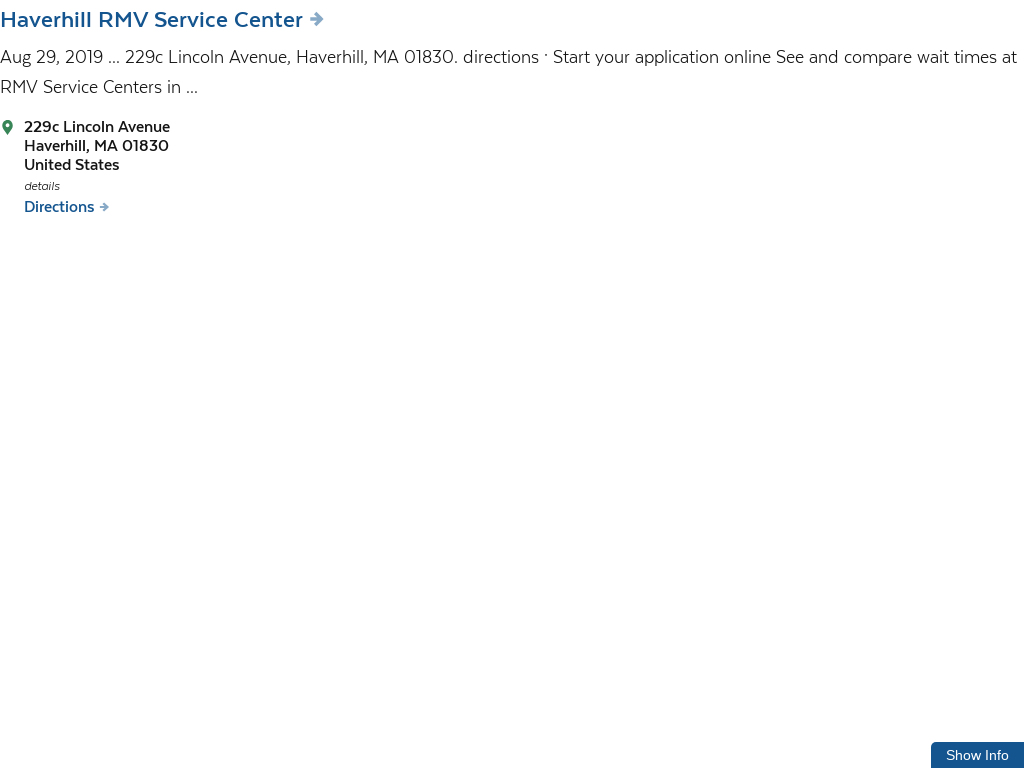 Haverhill RMV Service Center
Aug 29, 2019 ... 229c Lincoln Avenue, Haverhill, MA 01830. directions · Start your application online See and compare wait times at
RMV Service Centers in ...
229c Lincoln Avenue
Haverhill, MA 01830
United States
details
Directions
Show Info